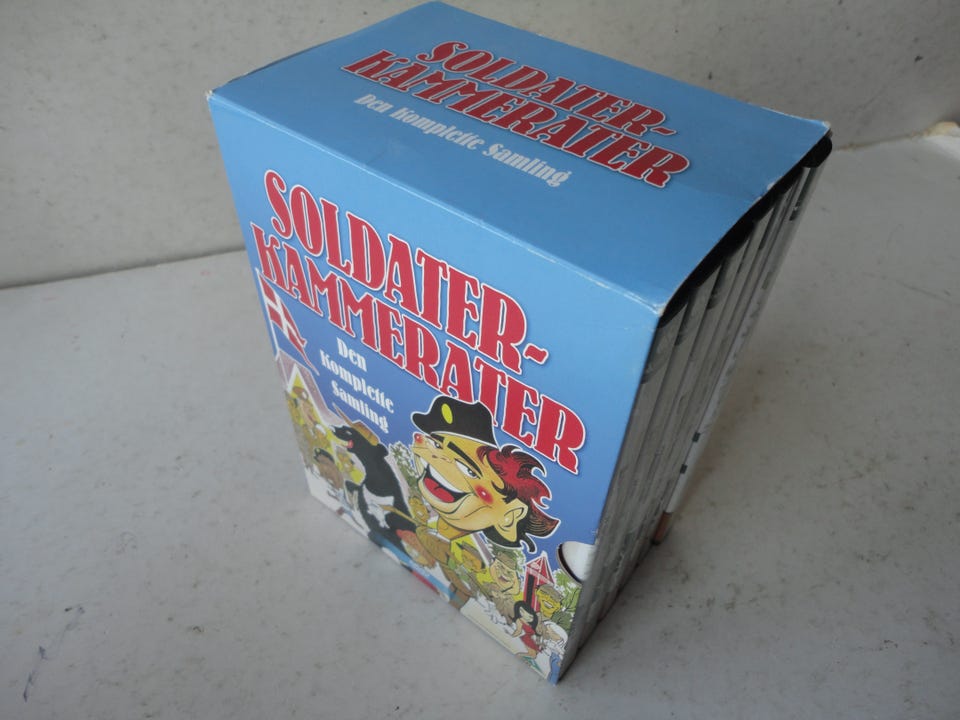 SOLDATER-
KAMMERATER
Den Komplette Samling
SOLDATER-
KAMMERATER
Den
Komplette
Samling